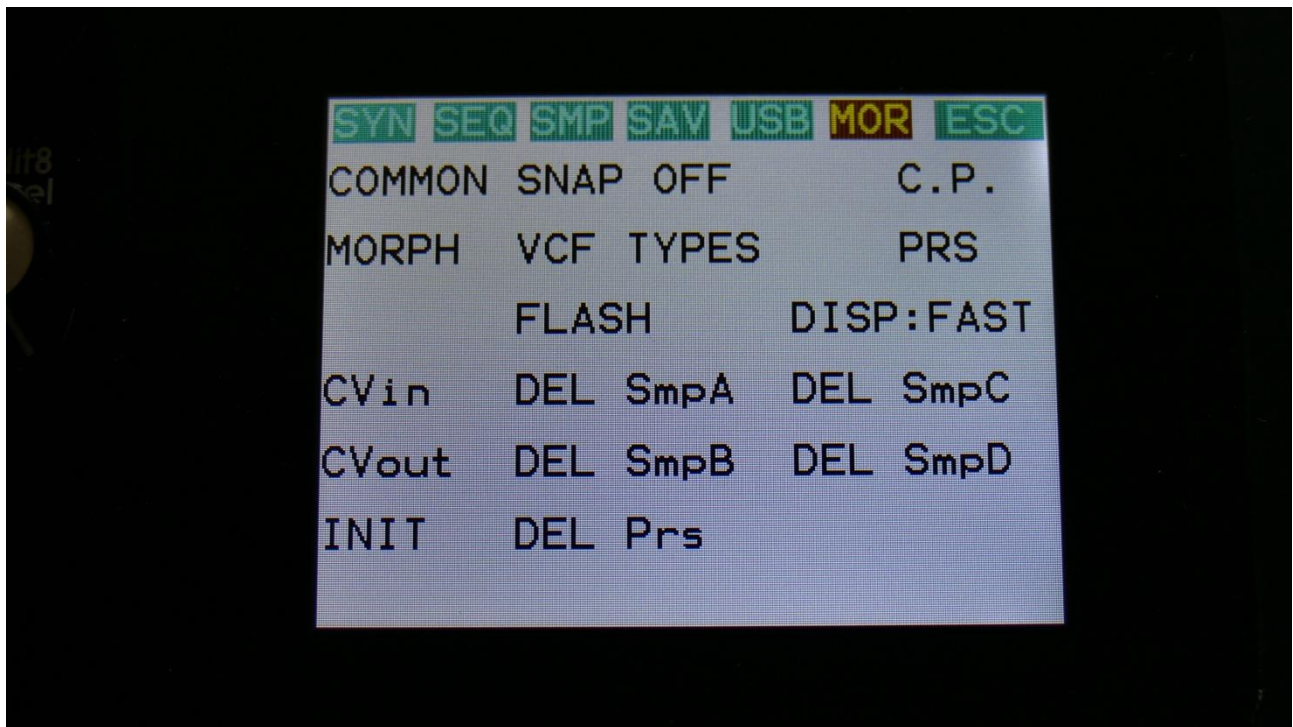 SYN SEQ SMP SAV USB MOR ESC
COMMON SNAP OFF C.P.
MORPH VCF TYPES PRS
FLASH DISP:FAST
CVin DEL SmpA DEL SmpC
CVout DEL SmpB DEL SmpD
INIT DEL Prs